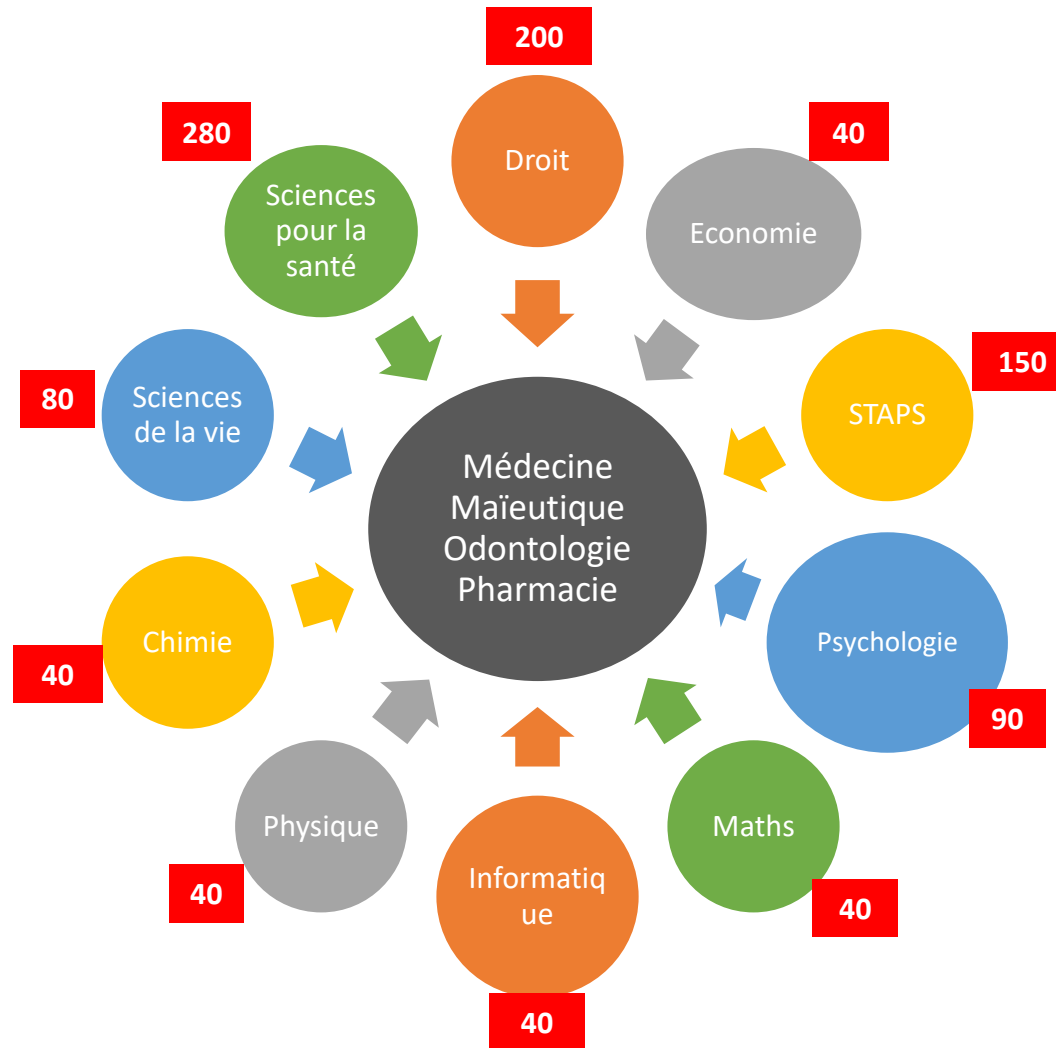 200
Droit
40
Economie
150
STAPS
Psychologie
90
Maths
40
Informatiq
ue
40
Physique
40
Chimie
40
Sciences
de la vie
80
Sciences
pour la
santé
280
Médecine
Maïeutique
Odontologie
Pharmacie